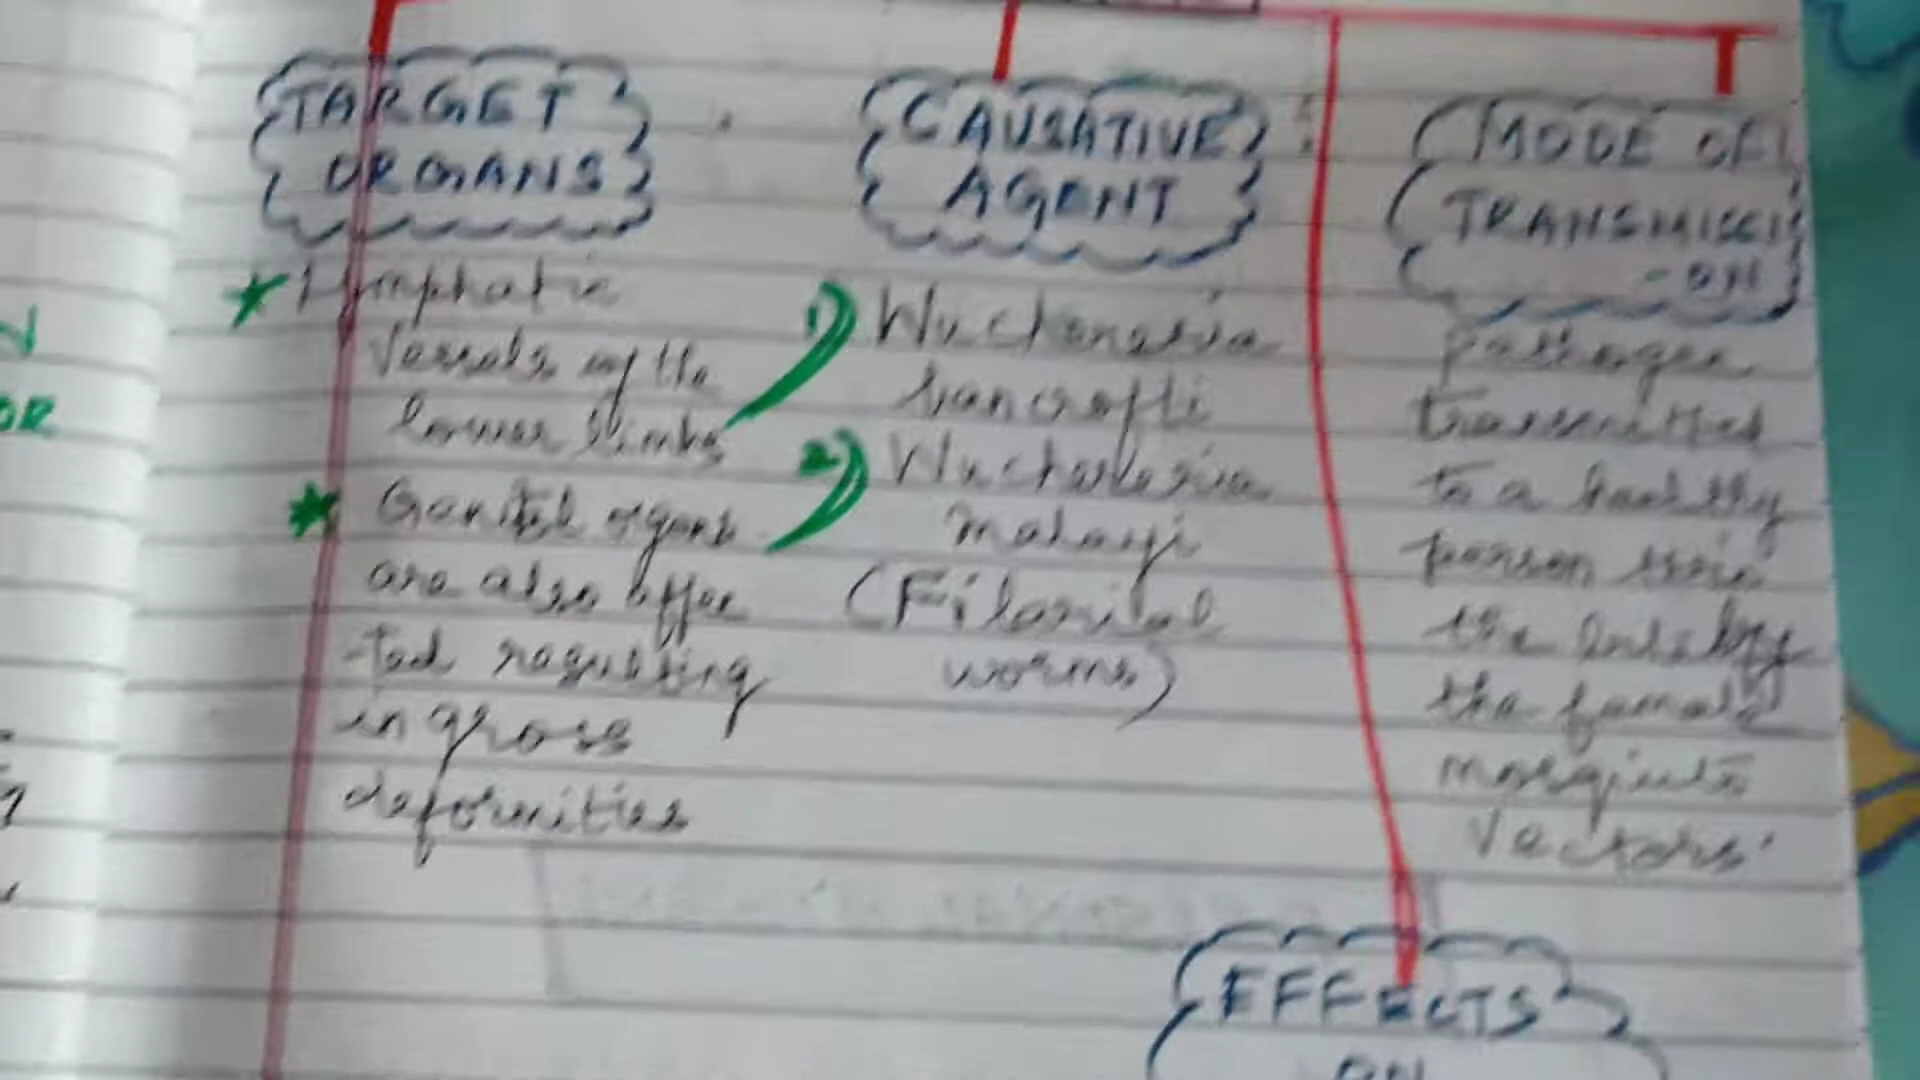 TARGET
ORGANS
* Lymphatic
Vessels of the
lower limbs
* Genital organs
are also affec
-ted resulting
in gross
deformities
CAUSATIVE
AGENT
1) Wuchereria
bancrofti
2) Wuchereria
malayi
(Filarial
worms)
MODE OF
TRANSMISSI
-ON
pathogen
transmitted
to a healthy
person
the bite by
the female
mosquito
Vectors.
EFFECTS
ON
N
OR